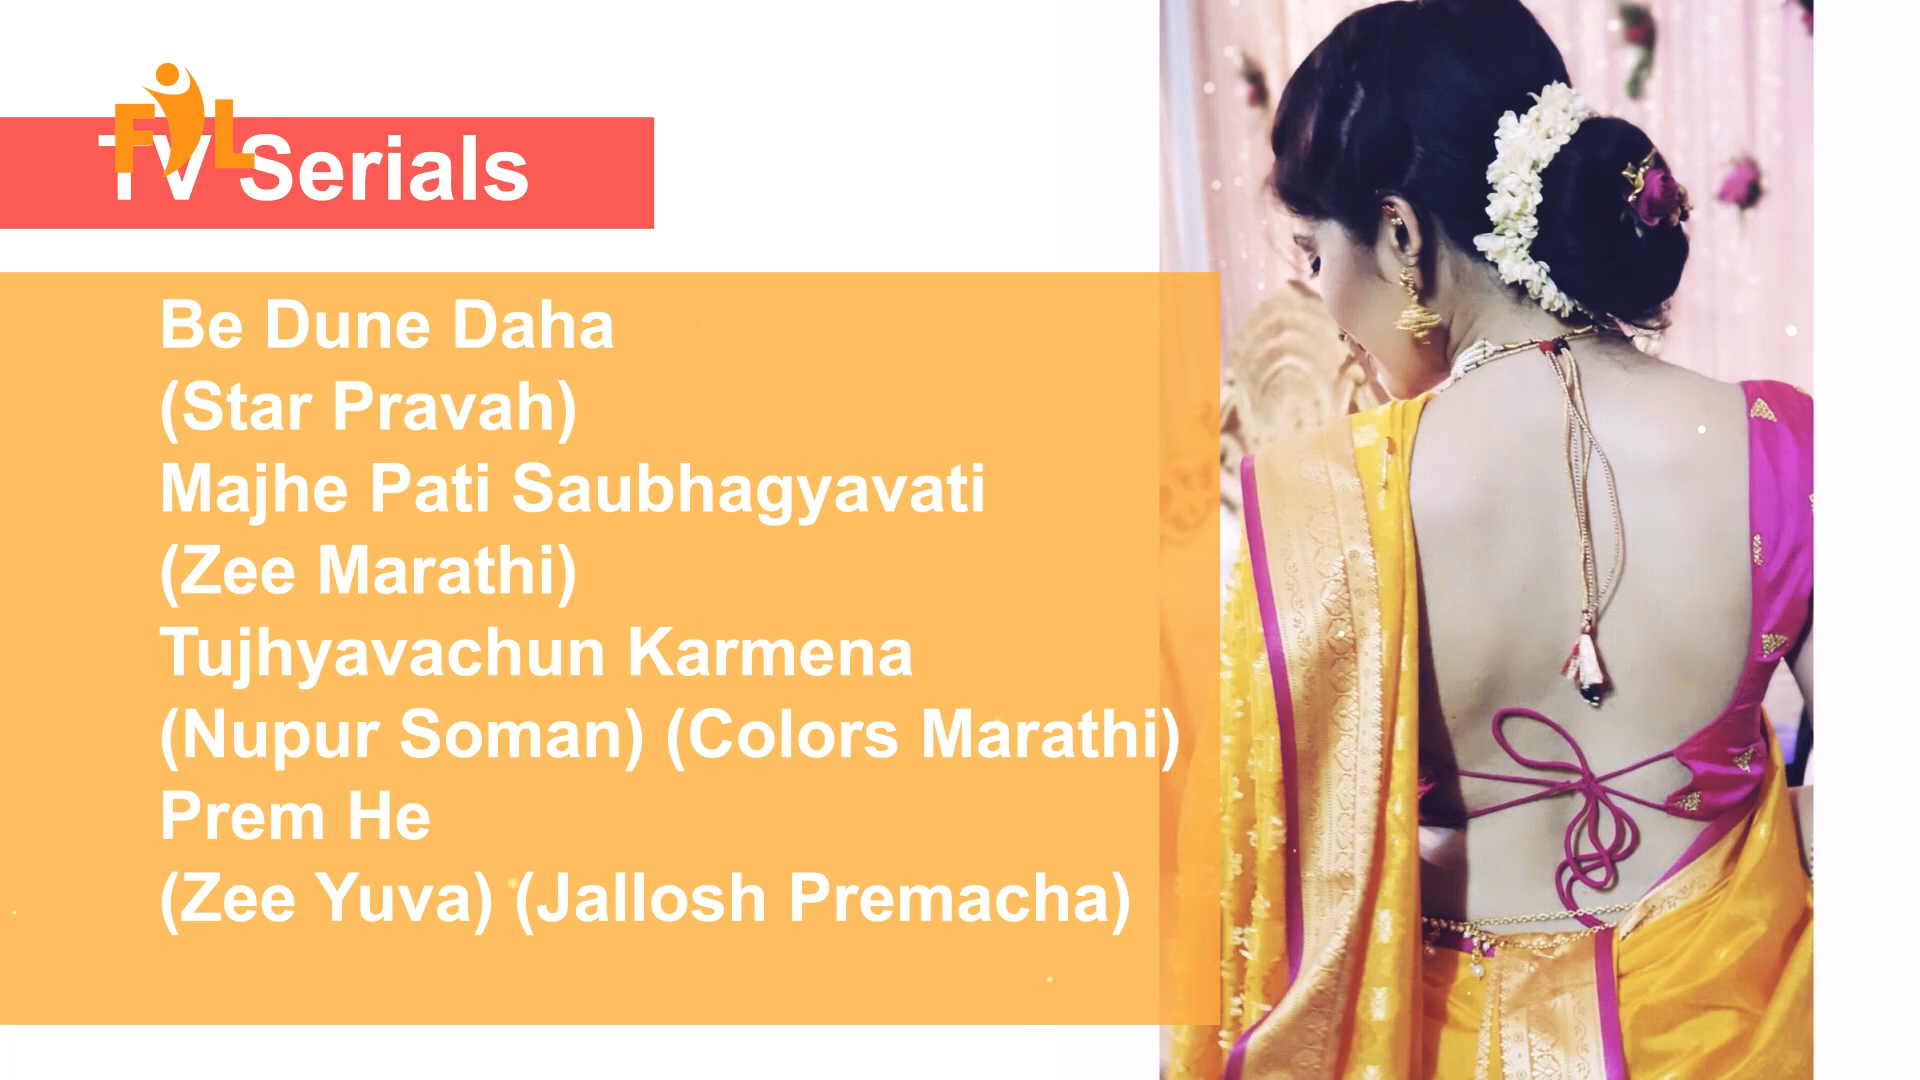 FJL
TV Serials
Be Dune Daha
(Star Pravah)
Majhe Pati Saubhagyavati
(Zee Marathi)
Tujhyavachun Karmena
(Nupur Soman) (Colors Marathi)
Prem He
(Zee Yuva) (Jallosh Premacha)